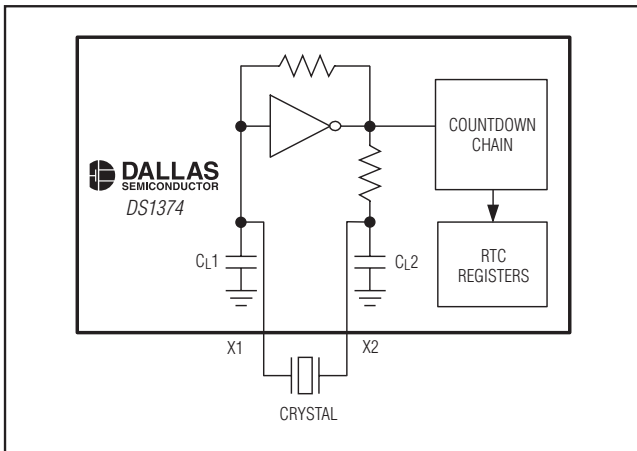 DALLAS
SEMICONDUCTOR
DS1374
COUNTDOWN
CHAIN
RTC
REGISTERS
CL1
CL2
X1
X2
CRYSTAL